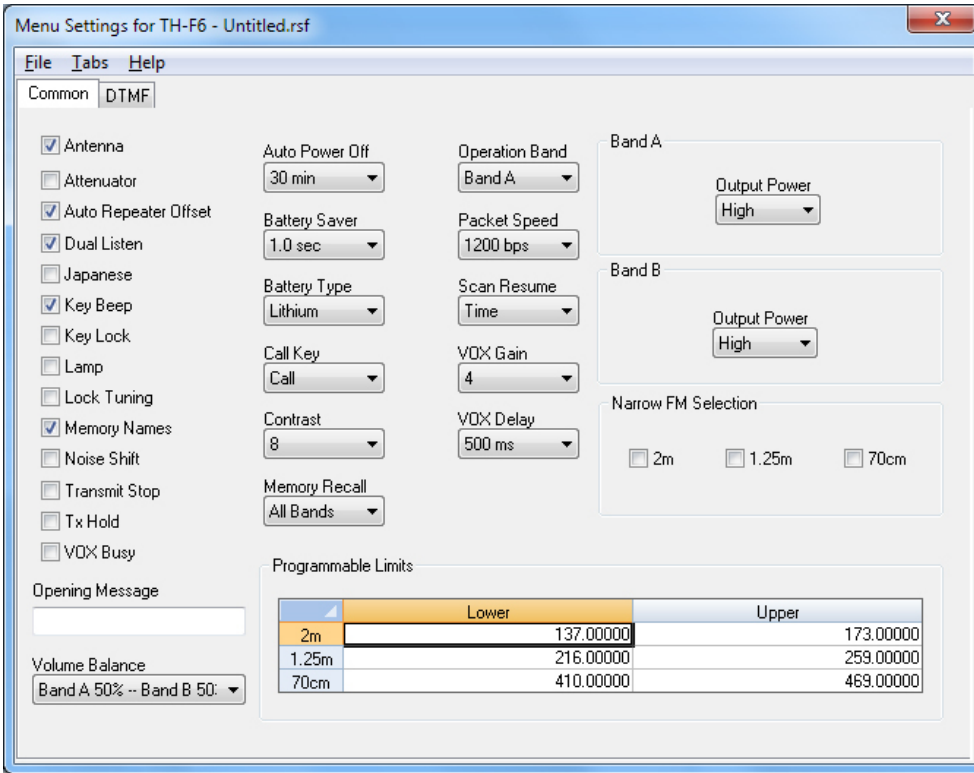 Menu Settings for TH-F6 - Untitled.rsf
File Tabs Help
Common DTMF
Antenna
Attenuator
Auto Repeater Offset
Dual Listen
Japanese
Key Beep
Key Lock
Lamp
Lock Tuning
Memory Names
Noise Shift
Transmit Stop
Tx Hold
VOX Busy
Opening Message
Volume Balance
Band A 50% -- Band B 50%
Auto Power Off
30 min
Battery Saver
1.0 sec
Battery Type
Lithium
Call Key
Call
Contrast
8
Memory Recall
All Bands
Operation Band
Band A
Packet Speed
1200 bps
Scan Resume
Time
VOX Gain
4
VOX Delay
500 ms
Band A
Output Power
High
Band B
Output Power
High
Narrow FM Selection
2m 1.25m 70cm
Programmable Limits
Lower Upper
2m 137.00000 173.00000
1.25m 216.00000 259.00000
70cm 410.00000 469.00000